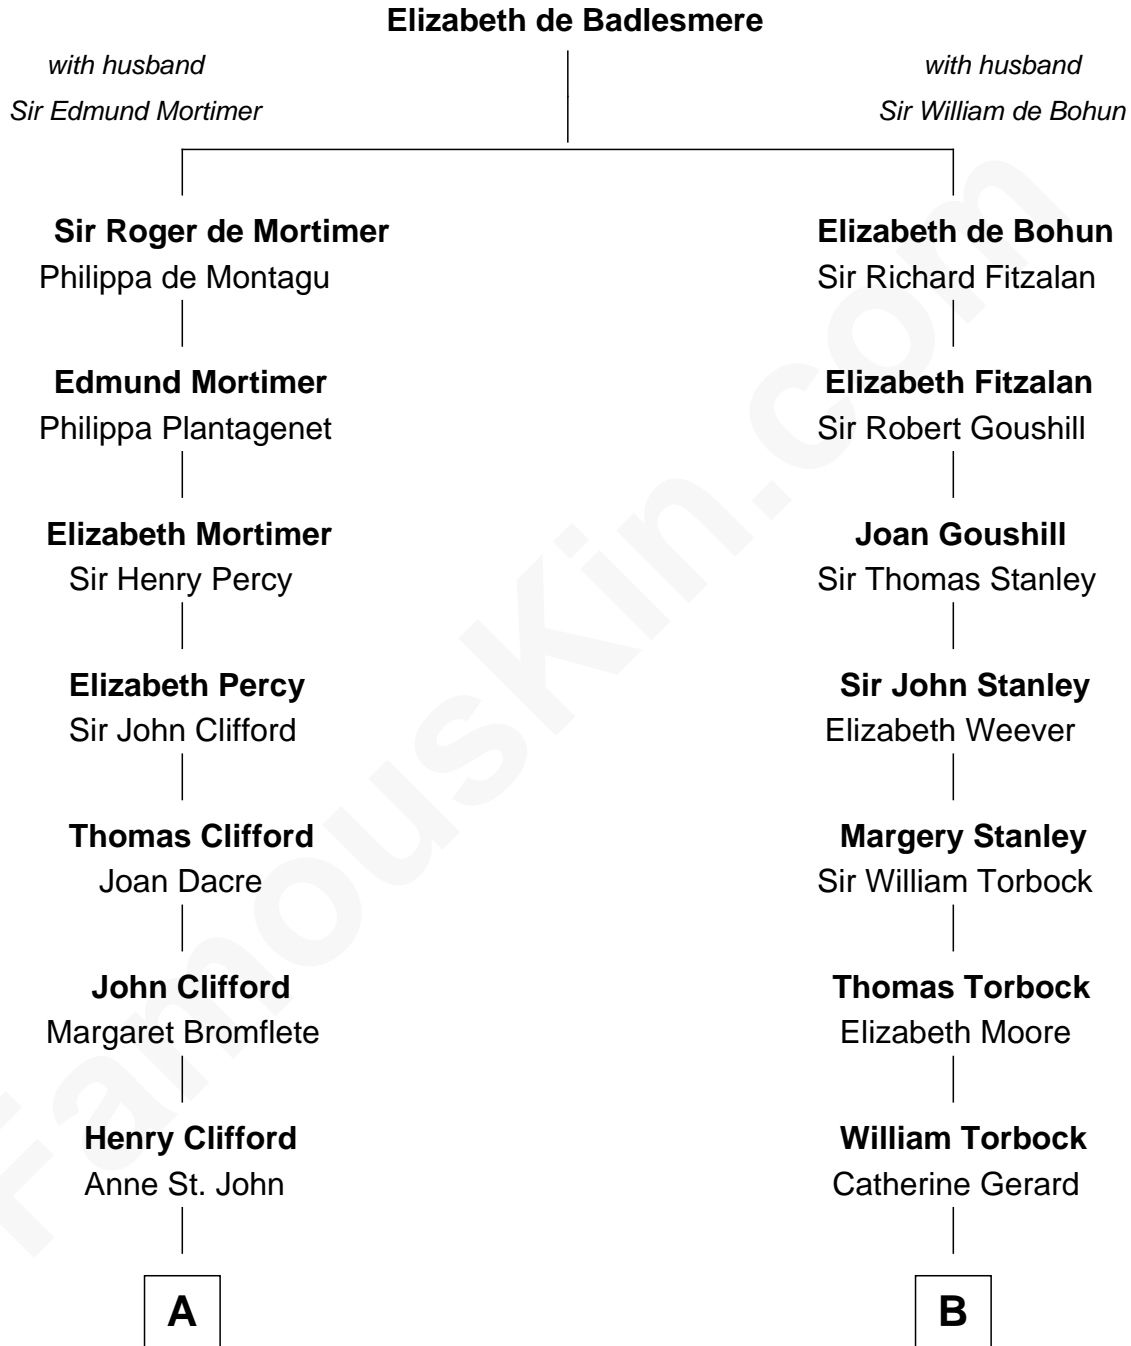 Elizabeth de Badlesmere
with husband
Sir Edmund Mortimer
with husband
Sir William de Bohun
Sir Roger de Mortimer
Philippa de Montagu
Elizabeth de Bohun
Sir Richard Fitzalan
Edmund Mortimer
Philippa Plantagenet
Elizabeth Fitzalan
Sir Robert Goushill
Elizabeth Mortimer
Sir Henry Percy
Joan Goushill
Sir Thomas Stanley
Elizabeth Percy
Sir John Clifford
Sir John Stanley
Elizabeth Weever
Thomas Clifford
Joan Dacre
Margery Stanley
Sir William Torbock
John Clifford
Margaret Bromflete
Thomas Torbock
Elizabeth Moore
Henry Clifford
Anne St. John
William Torbock
Catherine Gerard
A
B
FamousKin.com